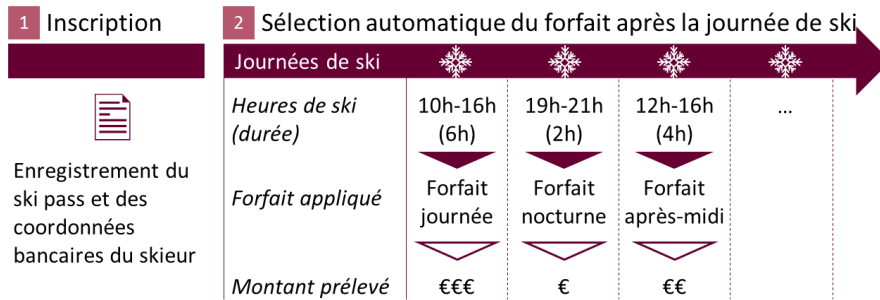 1 Inscription
Enregistrement du
ski pass et des
coordonnées
bancaires du skieur
2 Sélection automatique du forfait après la journée de ski
Journées de ski
Heures de ski 10h-16h 19h-21h 12h-16h ...
(durée) (6h) (2h) (4h)
Forfait appliqué Forfait Forfait Forfait
journée nocturne après-midi
Montant prélevé €€€ € €€